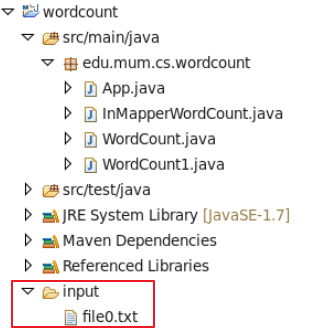 wordcount
src/main/java
edu.mum.cs.wordcount
App.java
InMapperWordCount.java
WordCount.java
WordCount1.java
src/test/java
JRE System Library [JavaSE-1.7]
Maven Dependencies
Referenced Libraries
input
file0.txt